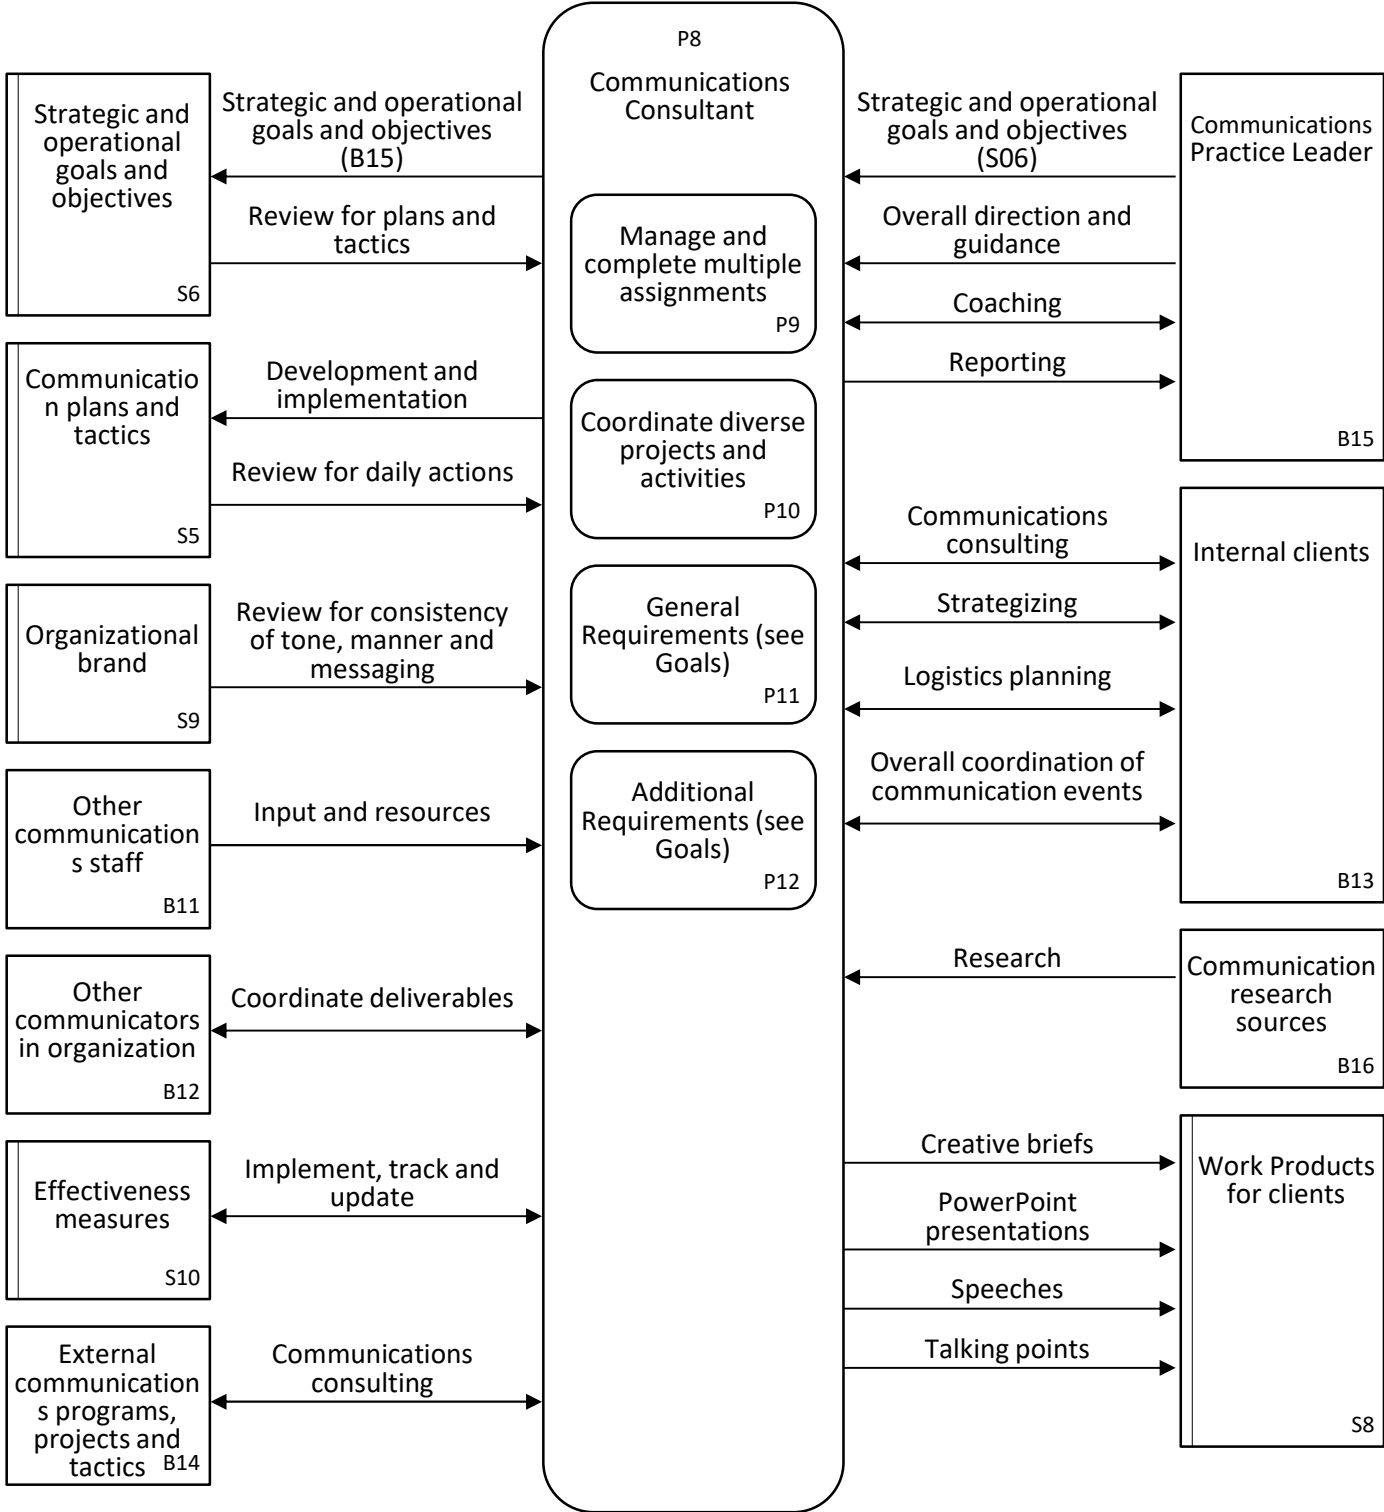 P8
Communications
Consultant
Strategic and
operational
goals and
objectives
S6
Strategic and operational
goals and objectives
(B15)
Review for plans and
tactics
Communicatio
n plans and
tactics
S5
Development and
implementation
Review for daily actions
Organizational
brand
S9
Review for consistency
of tone, manner and
messaging
Other
communication
s staff
B11
Input and resources
Other
communicators
in organization
B12
Coordinate deliverables
Effectiveness
measures
S10
Implement, track and
update
External
communication
s programs,
projects and
tactics
B14
Communications
consulting
Manage and
complete multiple
assignments
P9
Coordinate diverse
projects and
activities
P10
General
Requirements (see
Goals)
P11
Additional
Requirements (see
Goals)
P12
Strategic and operational
goals and objectives
(S06)
Overall direction and
guidance
Coaching
Reporting
Communications
Practice Leader
B15
Communications
consulting
Strategizing
Logistics planning
Overall coordination of
communication events
Internal clients
B13
Research
Communication
research
sources
B16
Creative briefs
PowerPoint
presentations
Speeches
Talking points
Work Products
for clients
S8